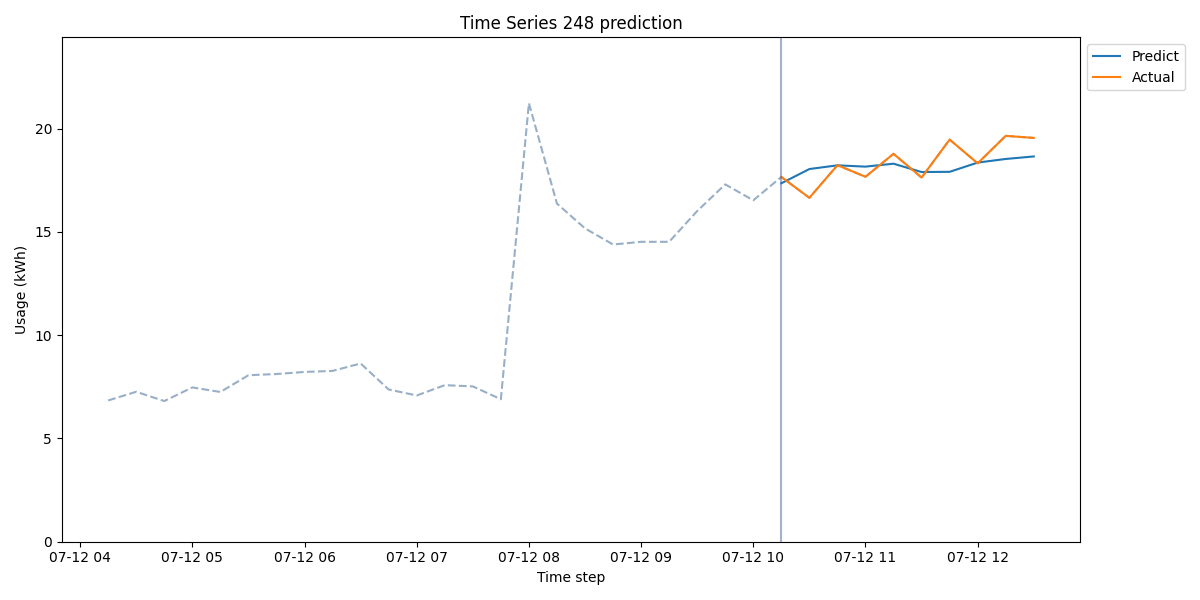 Time Series 248 prediction
Predict
Actual
Usage (kWh)
20
15
10
5
0
07-12 04 07-12 05 07-12 06 07-12 07 07-12 08 07-12 09 07-12 10 07-12 11 07-12 12
Time step